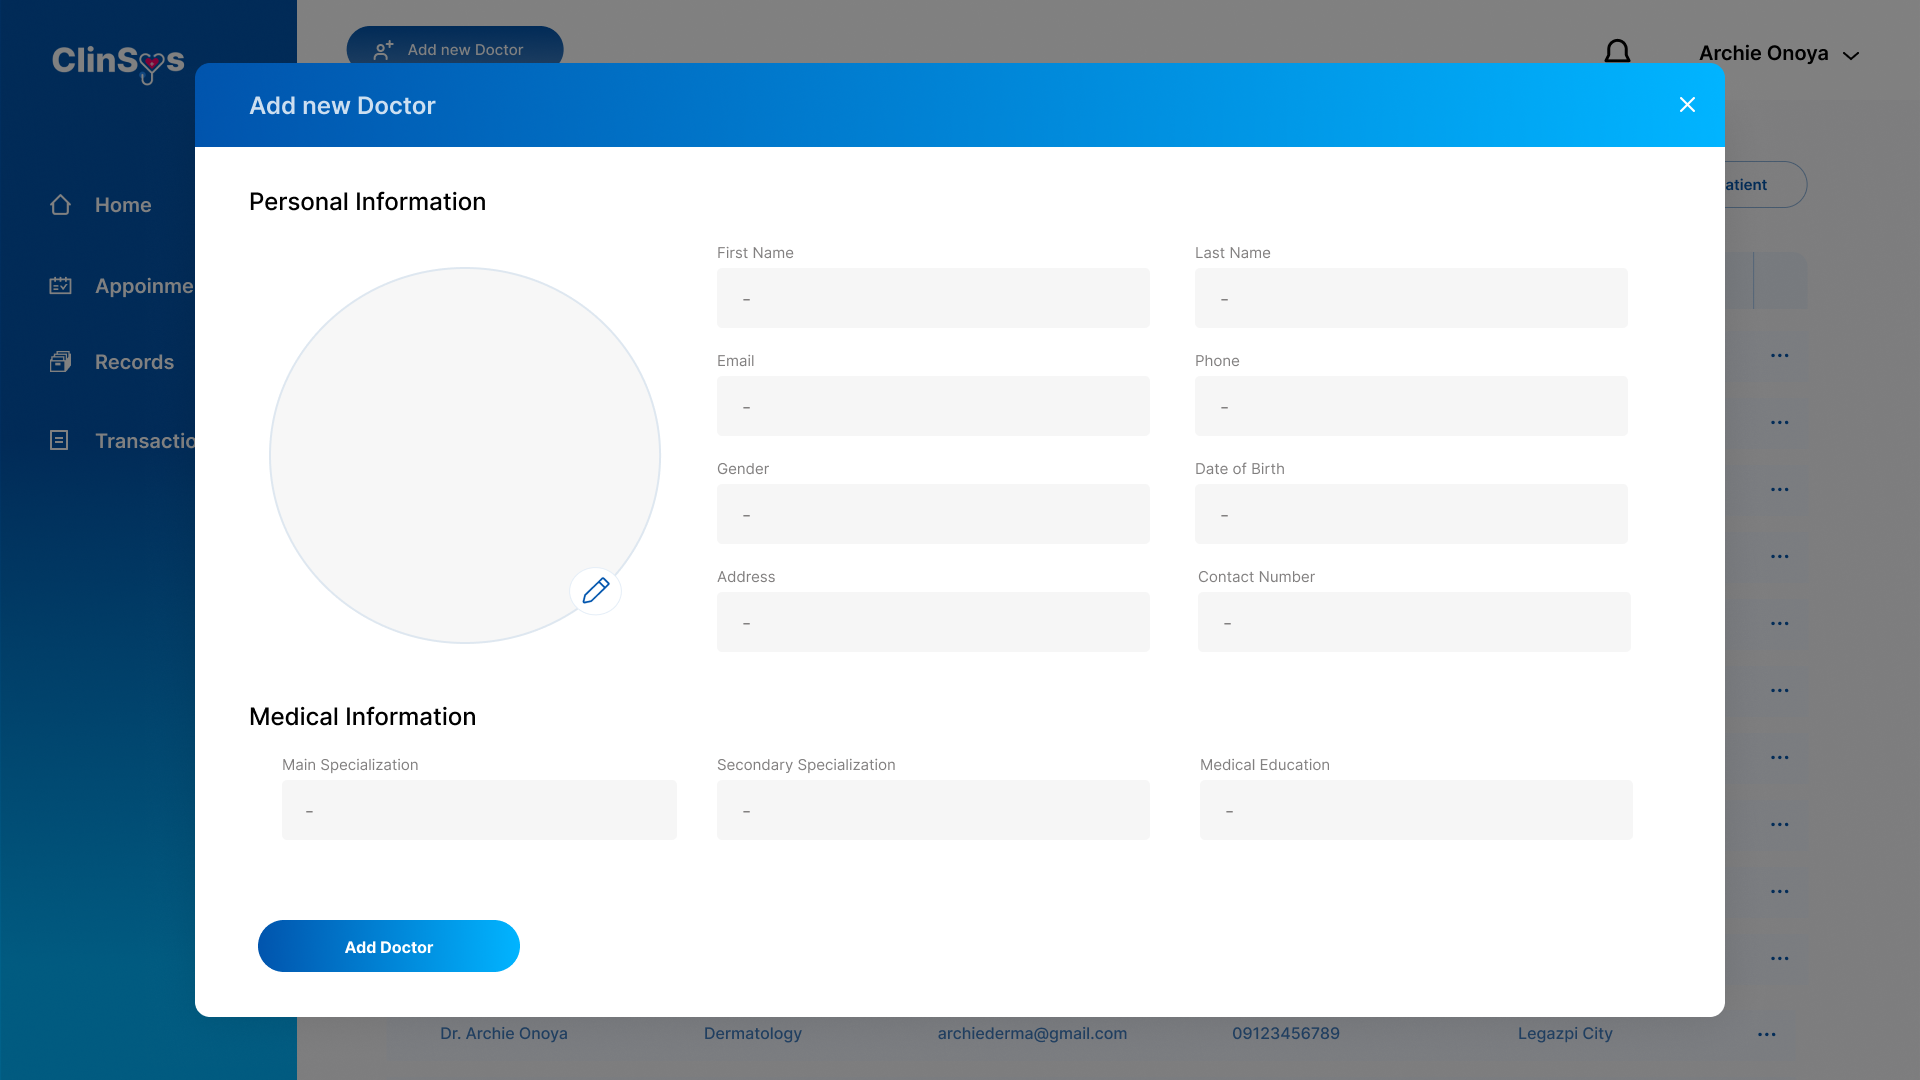 ClinSys
Add new Doctor
Archie Onoya
Add new Doctor
atient
Home
Appoinme
Records
Transactio
Personal Information
First Name
-
Last Name
-
Email
-
Phone
-
Gender
-
Date of Birth
-
Address
-
Contact Number
-
Medical Information
Main Specialization
-
Secondary Specialization
-
Medical Education
-
Add Doctor
Dr. Archie Onoya Dermatology archiederma@gmail.com 09123456789 Legazpi City